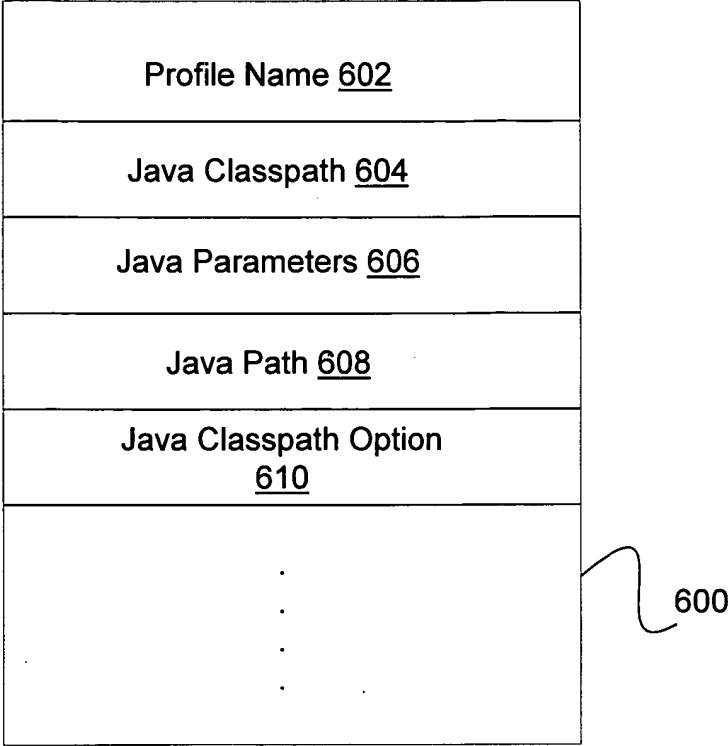 Profile Name 602
Java Classpath 604
Java Parameters 606
Java Path 608
Java Classpath Option
610
600